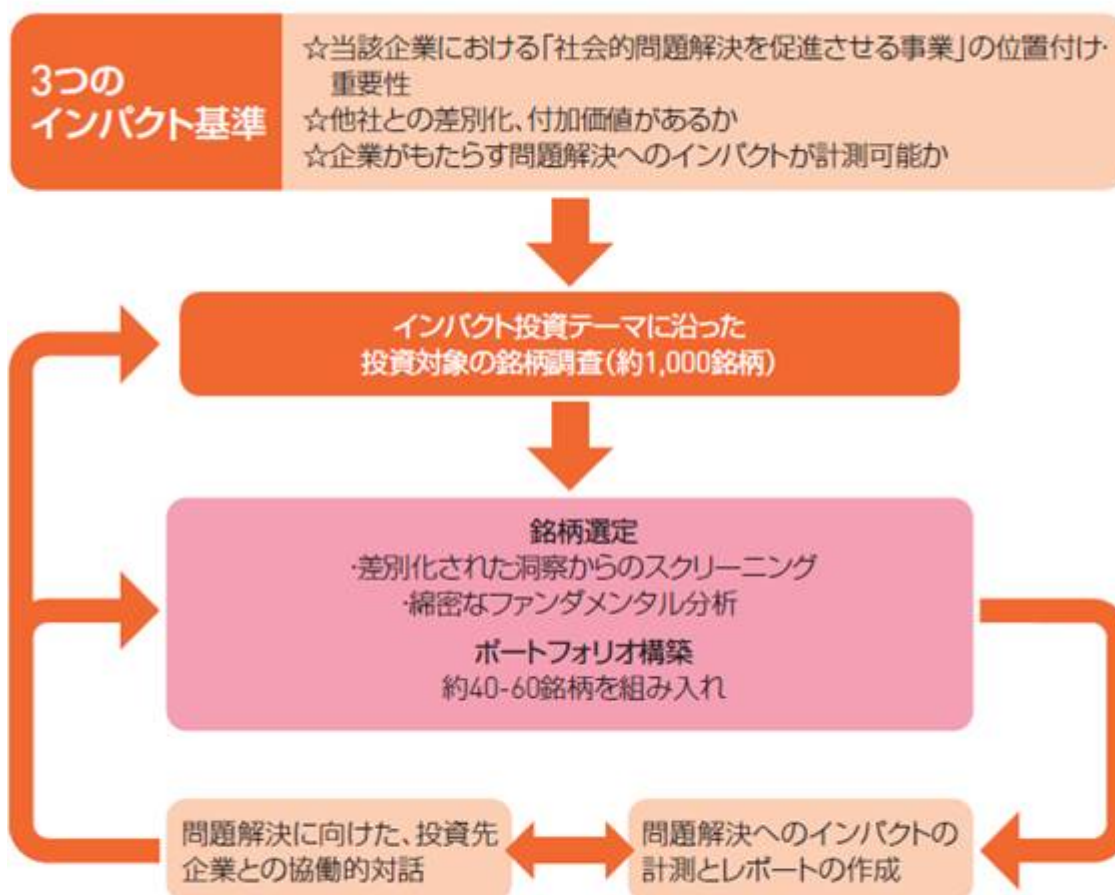 3つの
インパクト基準
☆当該企業における「社会的問題解決を促進させる事業」の位置付け・
重要性
☆他社との差別化、付加価値があるか
☆企業がもたらす問題解決へのインパクトが計測可能か
インパクト投資テーマに沿った
投資対象の銘柄調査(約1,000銘柄)
銘柄選定
・差別化された洞察からのスクリーニング
・綿密なファンダメンタル分析
ポートフォリオ構築
約40-60銘柄を組み入れ
問題解決に向けた、投資先
企業との協働的対話
問題解決へのインパクトの
計測とレポートの作成